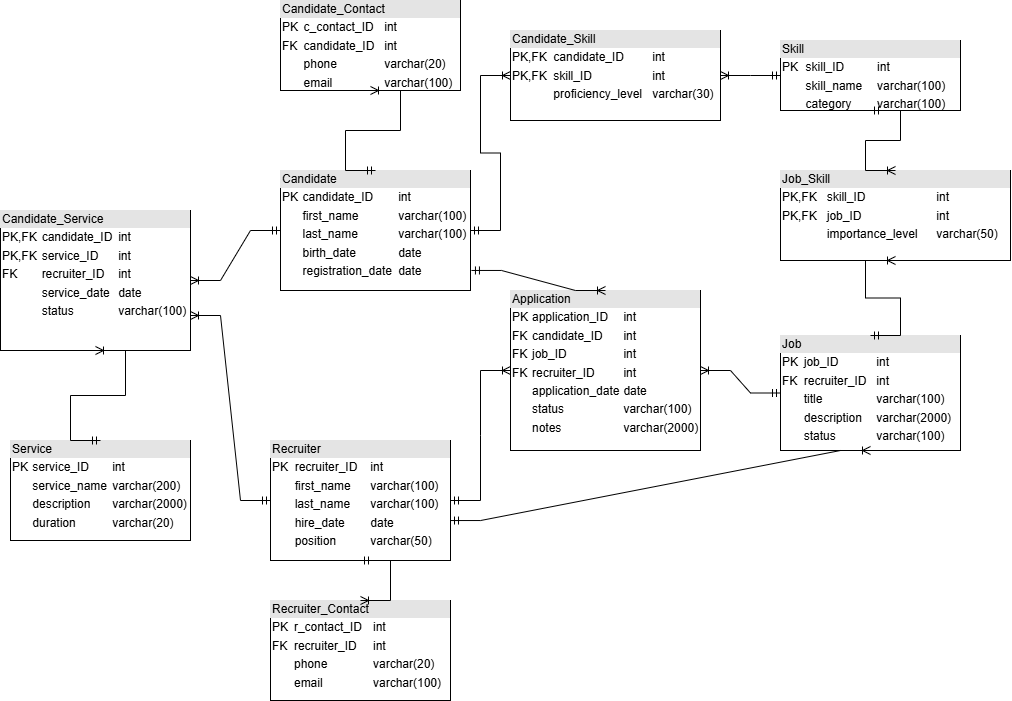 Candidate_Contact
PK c_contact_ID int
FK candidate_ID int
phone varchar(20)
email varchar(100)
Candidate_Skill
PK,FK candidate_ID int
PK,FK skill_ID int
proficiency_level varchar(30)
Skill
PK skill_ID int
skill_name varchar(100)
category varchar(100)
Candidate
PK candidate_ID int
first_name varchar(100)
last_name varchar(100)
birth_date date
registration_date date
Job_Skill
PK,FK skill_ID int
PK,FK job_ID int
importance_level varchar(50)
Candidate_Service
PK,FK candidate_ID int
PK,FK service_ID int
FK recruiter_ID int
service_date date
status varchar(100)
Application
PK application_ID int
FK candidate_ID int
FK job_ID int
FK recruiter_ID int
application_date date
status varchar(100)
notes varchar(2000)
Job
PK job_ID int
FK recruiter_ID int
title varchar(100)
description varchar(2000)
status varchar(100)
Service
PK service_ID int
service_name varchar(200)
description varchar(2000)
duration varchar(20)
Recruiter
PK recruiter_ID int
first_name varchar(100)
last_name varchar(100)
hire_date date
position varchar(50)
Recruiter_Contact
PK r_contact_ID int
FK recruiter_ID int
phone varchar(20)
email varchar(100)